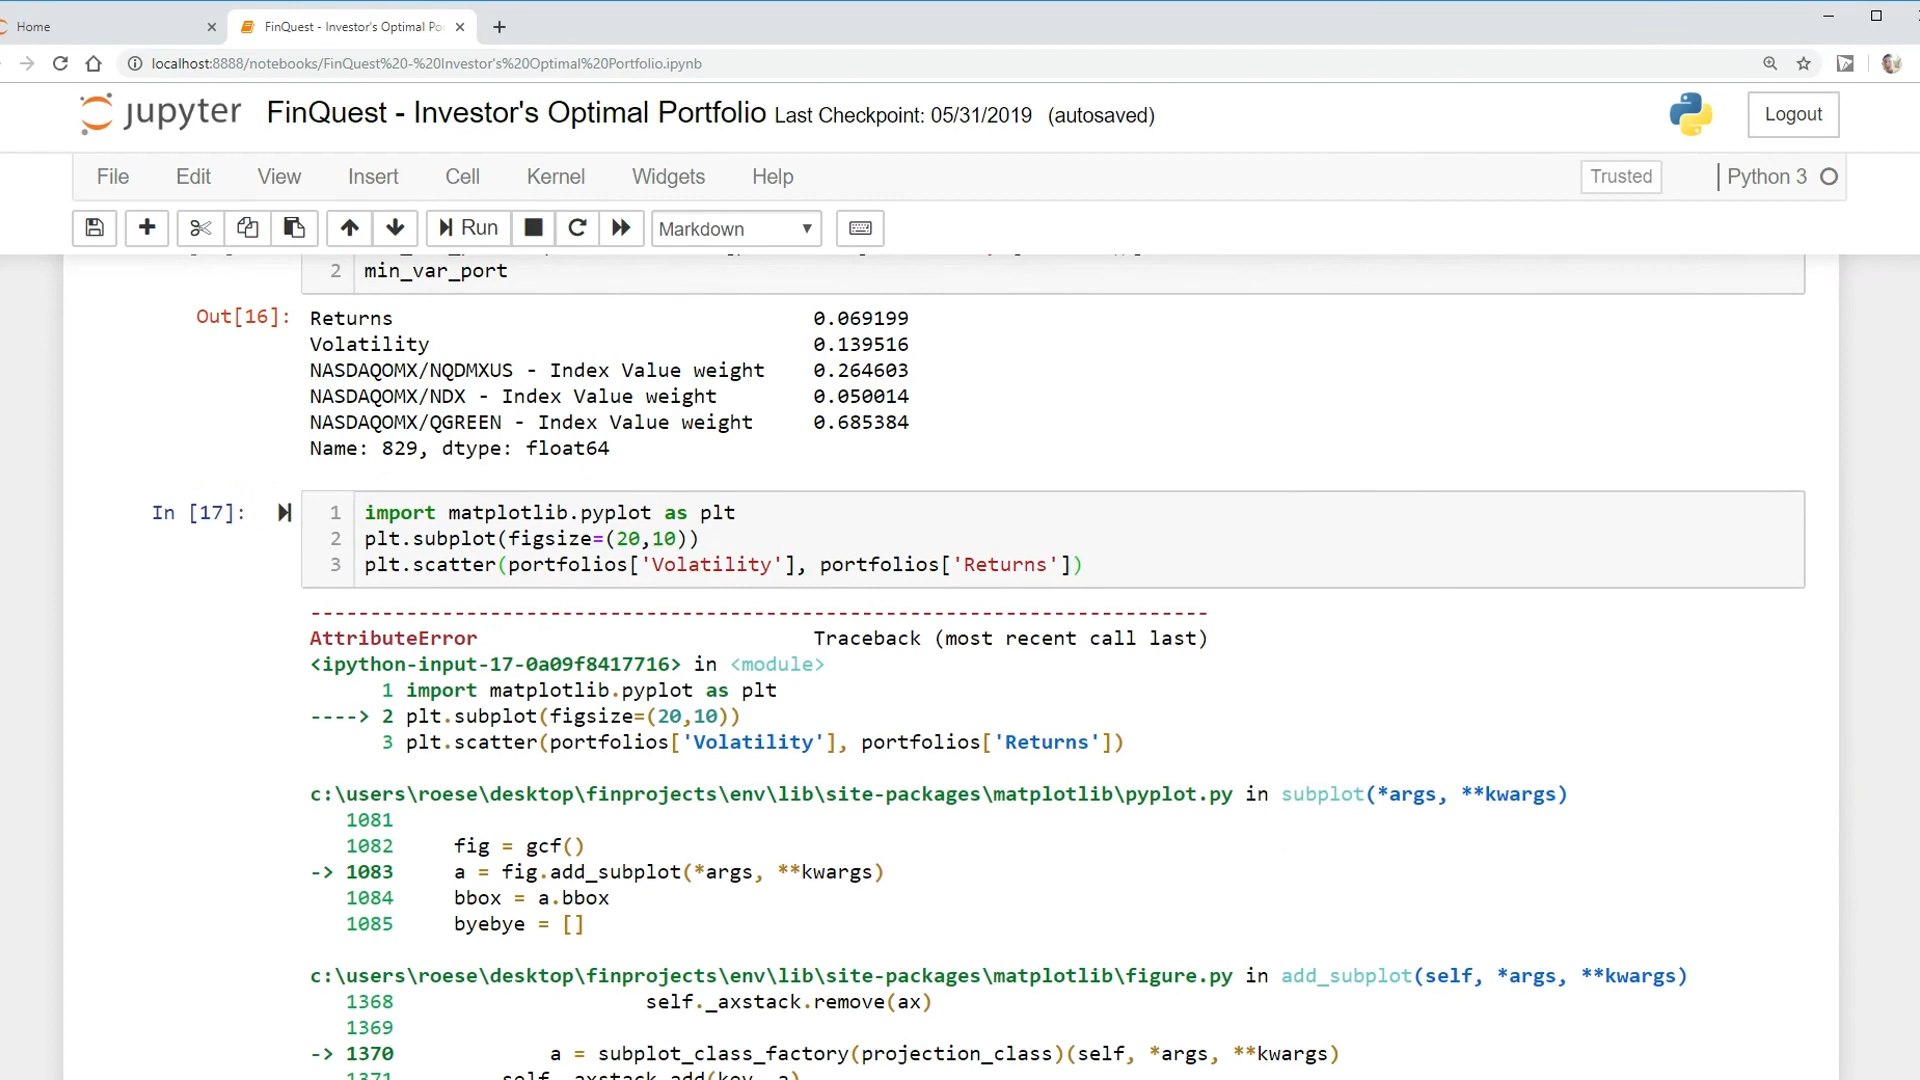 Home
FinQuest - Investor's Optimal Po
localhost:8888/notebooks/FinQuest%20-%20Investor's%20Optimal%20Portfolio.ipynb
jupyter FinQuest - Investor's Optimal Portfolio Last Checkpoint: 05/31/2019 (autosaved)
Logout
File Edit View Insert Cell Kernel Widgets Help Trusted Python 3
Run Markdown
2 min_var_port
Out[16]: Returns 0.069199
Volatility 0.139516
NASDAQOMX/NQDMXUS - Index Value weight 0.264603
NASDAQOMX/NDX - Index Value weight 0.050014
NASDAQOMX/QGREEN - Index Value weight 0.685384
Name: 829, dtype: float64
In [17]: 1 import matplotlib.pyplot as plt
2 plt.subplot(figsize=(20,10))
3 plt.scatter(portfolios['Volatility'], portfolios['Returns'])
---------------------------------------------------------------------------
AttributeError Traceback (most recent call last)
<ipython-input-17-0a09f8417716> in <module>
1 import matplotlib.pyplot as plt
----> 2 plt.subplot(figsize=(20,10))
3 plt.scatter(portfolios['Volatility'], portfolios['Returns'])
c:\users\roese\desktop\finprojects\env\lib\site-packages\matplotlib\pyplot.py in subplot(*args, **kwargs)
1081
1082 fig = gcf()
-> 1083 a = fig.add_subplot(*args, **kwargs)
1084 bbox = a.bbox
1085 byebye = []
c:\users\roese\desktop\finprojects\env\lib\site-packages\matplotlib\figure.py in add_subplot(self, *args, **kwargs)
1368 self._axstack.remove(ax)
1369
-> 1370 a = subplot_class_factory(projection_class)(self, *args, **kwargs)
1371 self._axstack.add(key, a)